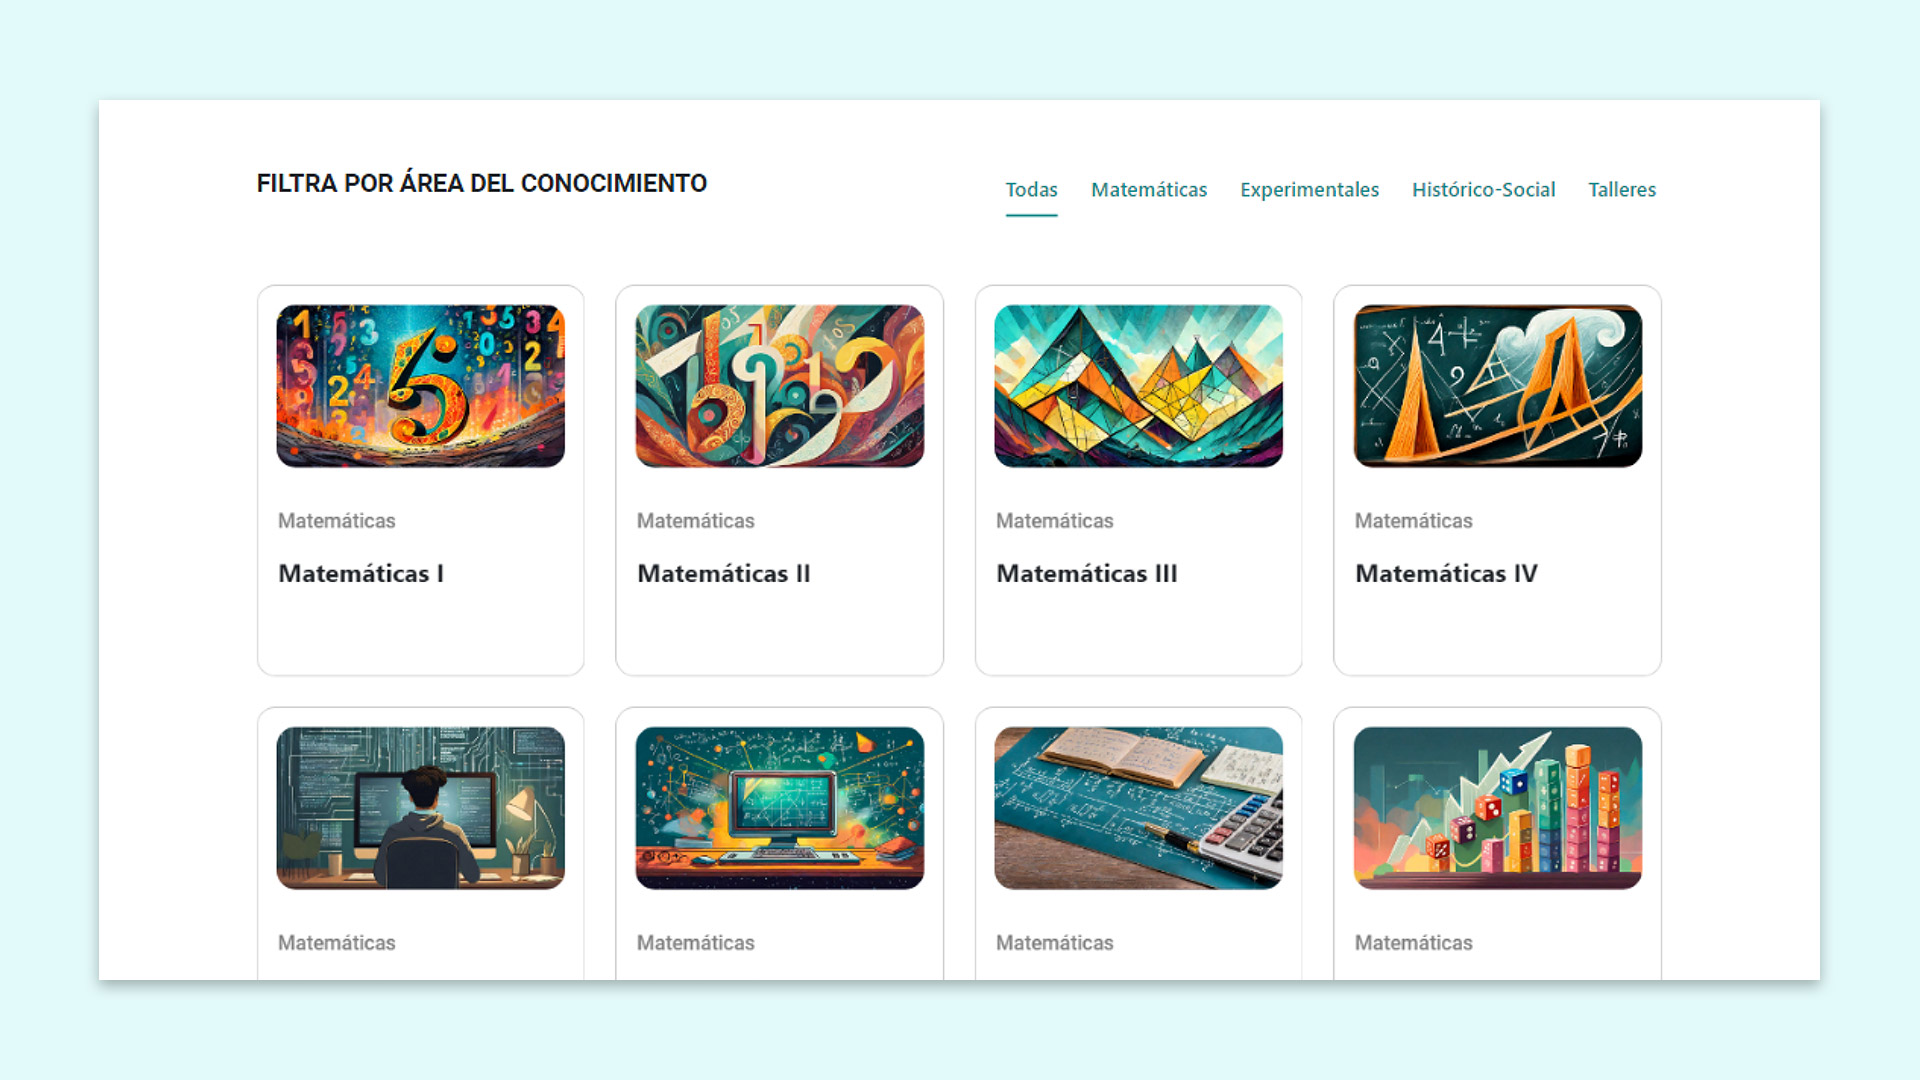 FILTRA POR ÁREA DEL CONOCIMIENTO
Todas Matemáticas Experimentales Histórico-Social Talleres
Matemáticas Matemáticas Matemáticas Matemáticas
Matemáticas I Matemáticas II Matemáticas III Matemáticas IV
Matemáticas Matemáticas Matemáticas Matemáticas